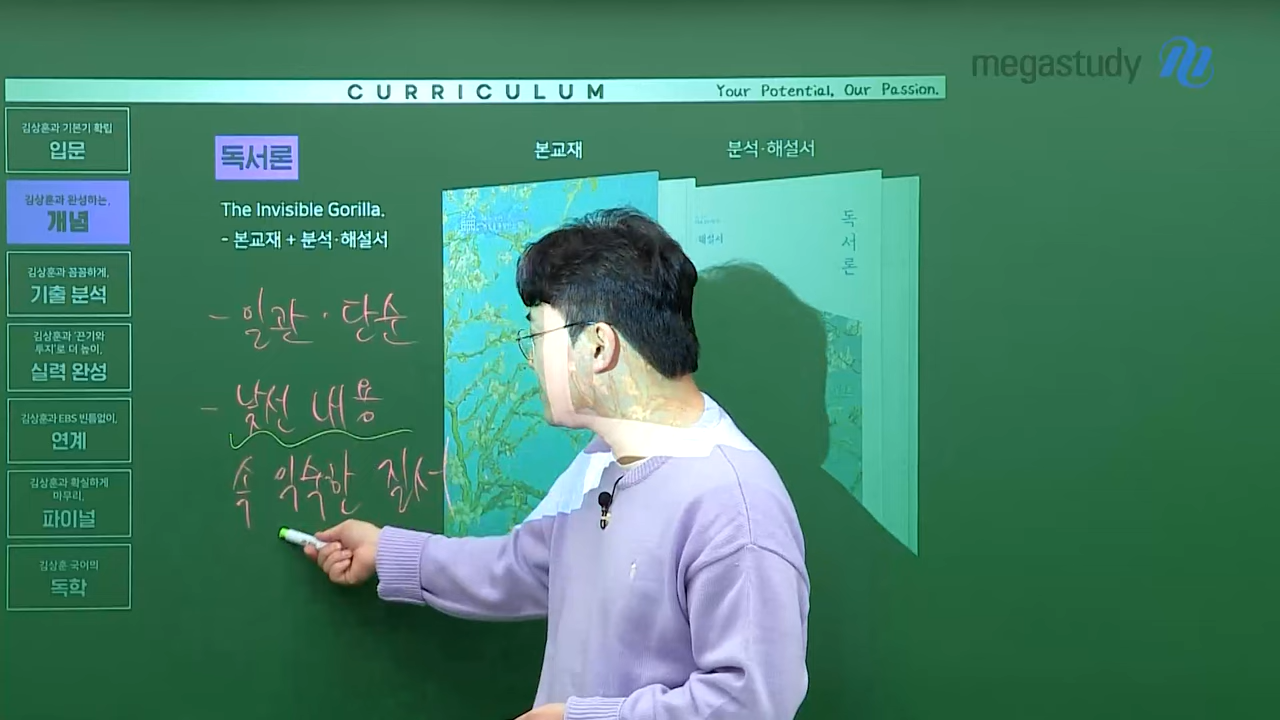 megastudy
CURRICULUM
Your Potential, Our Passion.
김상훈과 기본기 확립
입문
김상훈과 완성하는,
개념
김상훈과 꼼꼼하게,
기출 분석
김상훈과 '끈기와
투지'로 더 높이,
실력 완성
김상훈과 EBS 빈틈없이,
연계
김상훈과 확실하게
마무리,
파이널
김상훈 국어의
독학
독서론
The Invisible Gorilla.
- 본교재 + 분석·해설서
- 일관·단순
- 낯선 내용
속 익숙한 질서
본교재
분석·해설서
해설서
독서론